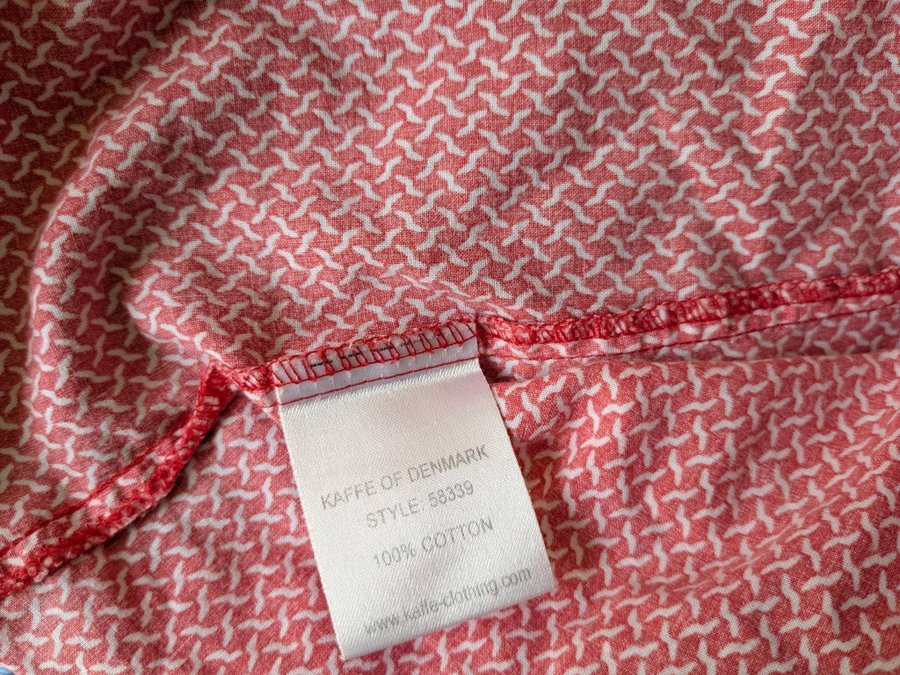 KAFFE OF DENMARK
STYLE: 58339
100% COTTON
www.kaffe-clothing.com